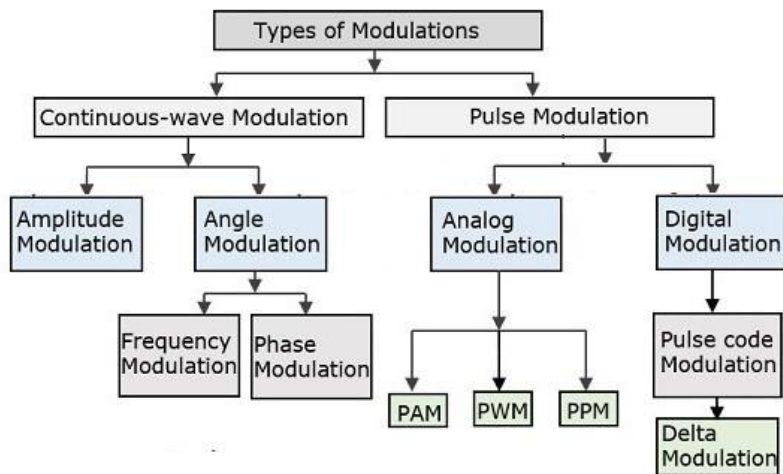 Types of Modulations
Continuous-wave Modulation
Pulse Modulation
Amplitude
Modulation
Angle
Modulation
Analog
Modulation
Digital
Modulation
Frequency
Modulation
Phase
Modulation
Pulse code
Modulation
PAM
PWM
PPM
Delta
Modulation